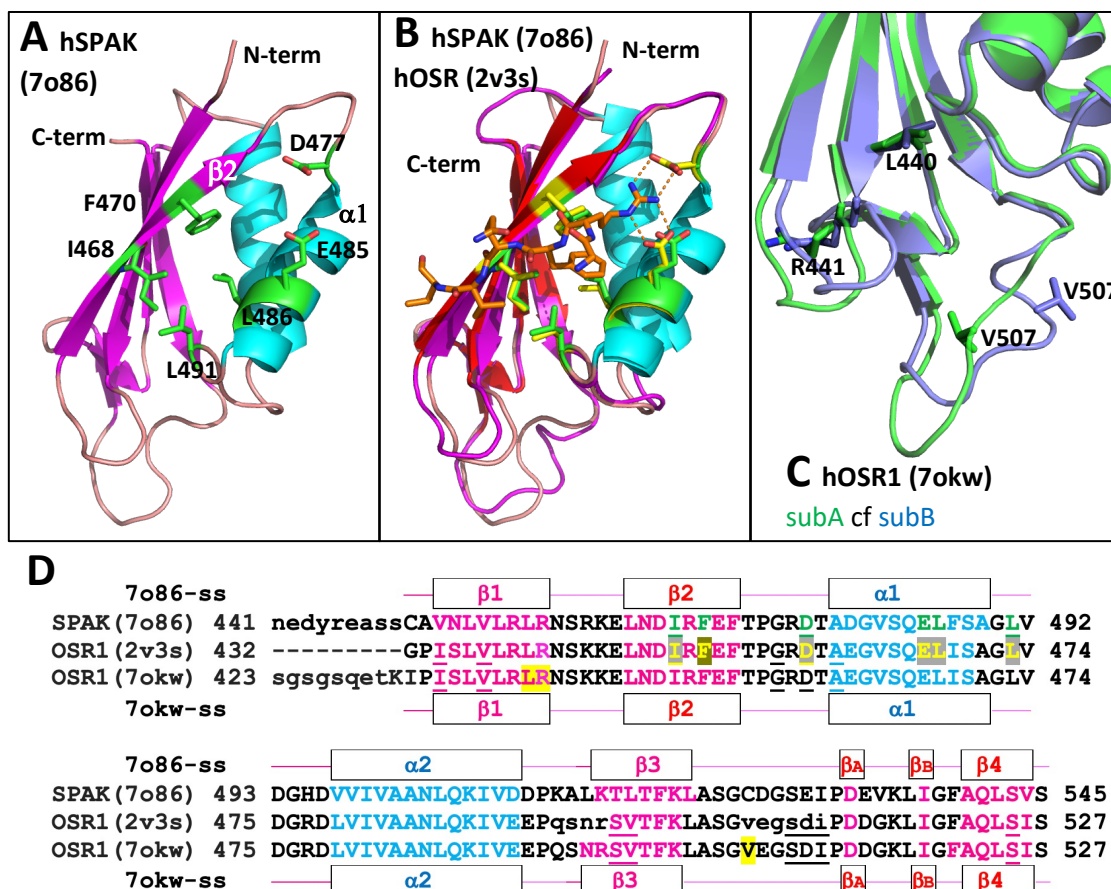 A hSPAK
(7o86)
N-term
C-term
β2
D477
F470
α1
I468
E485
L486
L491
B hSPAK (7o86)
hOSR (2v3s)
N-term
C-term
L440
R441
V507
V507
C hOSR1 (7okw)
subA cf subB
D
7o86-ss β1 β2 α1
SPAK(7o86) 441 nedyreassCAVNLVLRLRNSRKELNDIRFEFTPGRDTADGVSQELFSAGLV 492
OSR1(2v3s) 432 ---------GPISLVLRLRNSKKELNDIRFEFTPGRDTAEGVSQELISAGLV 474
OSR1(7okw) 423 sgsgsqetKIPISLVLRLRNSKKELNDIRFEFTPGRDTAEGVSQELISAGLV 474
7okw-ss β1 β2 α1
7o86-ss α2 β3 βA βB β4
SPAK(7o86) 493 DGHDVVIVAANLQKIVDDPKALKTLTFKLASGCDGSEIPDEVKLIGFAQLSVS 545
OSR1(2v3s) 475 DGRDLVIVAANLQKIVEEPqsnrSVTFKLASGvegsdiPDDGKLIGFAQLSIS 527
OSR1(7okw) 475 DGRDLVIVAANLQKIVEEPQSNRSVTFKLASGVEGSDIPDDGKLIGFAQLSIS 527
7okw-ss α2 β3 βA βB β4